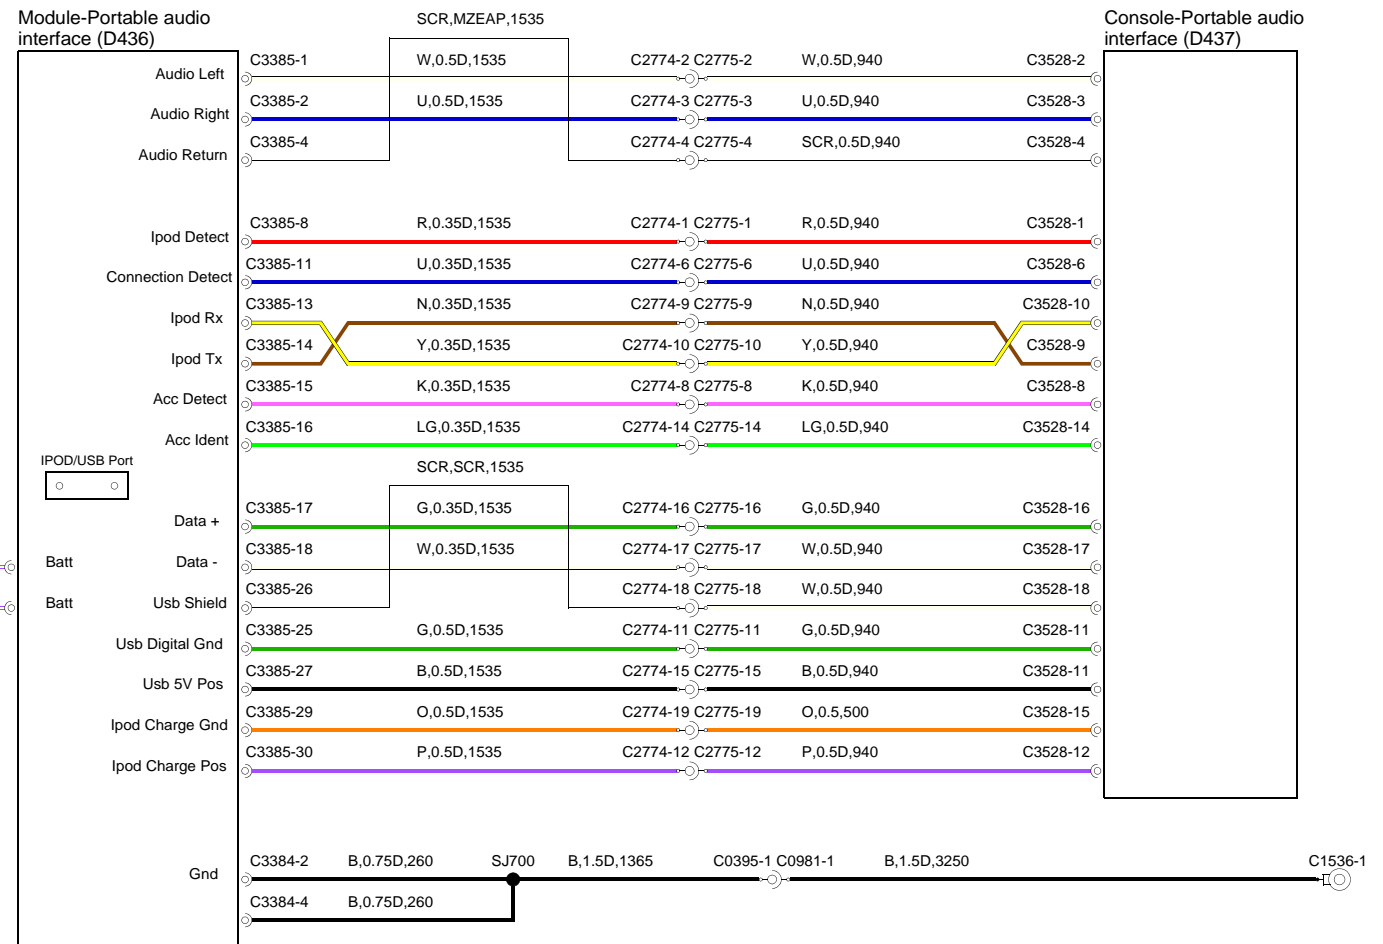 Module-Portable audio
interface (D436)
SCR,MZEAP,1535
Console-Portable audio
interface (D437)
Audio Left C3385-1 W,0.5D,1535 C2774-2 C2775-2 W,0.5D,940 C3528-2
Audio Right C3385-2 U,0.5D,1535 C2774-3 C2775-3 U,0.5D,940 C3528-3
Audio Return C3385-4 C2774-4 C2775-4 SCR,0.5D,940 C3528-4
Ipod Detect C3385-8 R,0.35D,1535 C2774-1 C2775-1 R,0.5D,940 C3528-1
Connection Detect C3385-11 U,0.35D,1535 C2774-6 C2775-6 U,0.5D,940 C3528-6
Ipod Rx C3385-13 N,0.35D,1535 C2774-9 C2775-9 N,0.5D,940 C3528-10
Ipod Tx C3385-14 Y,0.35D,1535 C2774-10 C2775-10 Y,0.5D,940 C3528-9
Acc Detect C3385-15 K,0.35D,1535 C2774-8 C2775-8 K,0.5D,940 C3528-8
Acc Ident C3385-16 LG,0.35D,1535 C2774-14 C2775-14 LG,0.5D,940 C3528-14
IPOD/USB Port
SCR,SCR,1535
Data + C3385-17 G,0.35D,1535 C2774-16 C2775-16 G,0.5D,940 C3528-16
Batt Data - C3385-18 W,0.35D,1535 C2774-17 C2775-17 W,0.5D,940 C3528-17
Batt Usb Shield C3385-26 C2774-18 C2775-18 W,0.5D,940 C3528-18
Usb Digital Gnd C3385-25 G,0.5D,1535 C2774-11 C2775-11 G,0.5D,940 C3528-11
Usb 5V Pos C3385-27 B,0.5D,1535 C2774-15 C2775-15 B,0.5D,940 C3528-11
Ipod Charge Gnd C3385-29 O,0.5D,1535 C2774-19 C2775-19 O,0.5,500 C3528-15
Ipod Charge Pos C3385-30 P,0.5D,1535 C2774-12 C2775-12 P,0.5D,940 C3528-12
Gnd C3384-2 B,0.75D,260 SJ700 B,1.5D,1365 C0395-1 C0981-1 B,1.5D,3250 C1536-1
C3384-4 B,0.75D,260